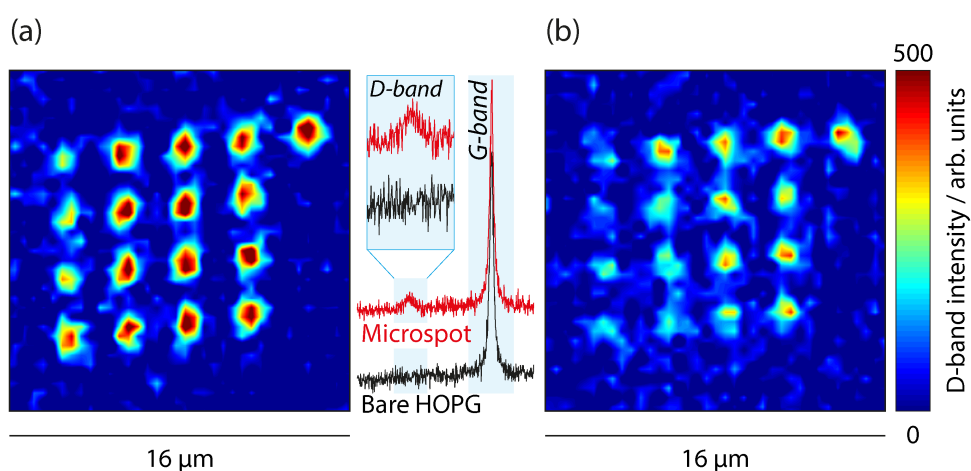 (a)
(b)
500
D-band
G-band
D-band intensity / arb. units
Microspot
Bare HOPG
0
16 µm
16 µm